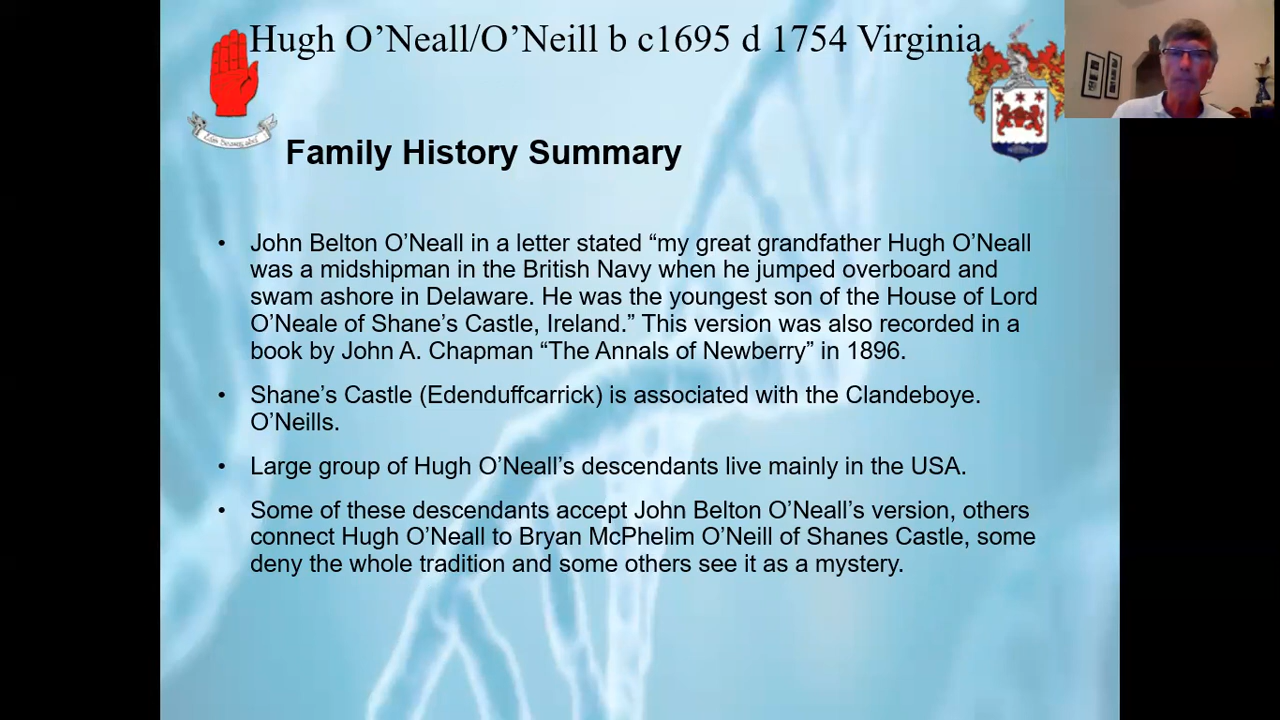 Hugh O’Neall/O’Neill b c1695 d 1754 Virginia
Family History Summary
• John Belton O’Neall in a letter stated “my great grandfather Hugh O’Neall
was a midshipman in the British Navy when he jumped overboard and
swam ashore in Delaware. He was the youngest son of the House of Lord
O’Neale of Shane’s Castle, Ireland.” This version was also recorded in a
book by John A. Chapman “The Annals of Newberry” in 1896.
• Shane’s Castle (Edenduffcarrick) is associated with the Clandeboye.
O’Neills.
• Large group of Hugh O’Neall’s descendants live mainly in the USA.
• Some of these descendants accept John Belton O’Neall’s version, others
connect Hugh O’Neall to Bryan McPhelim O’Neill of Shanes Castle, some
deny the whole tradition and some others see it as a mystery.